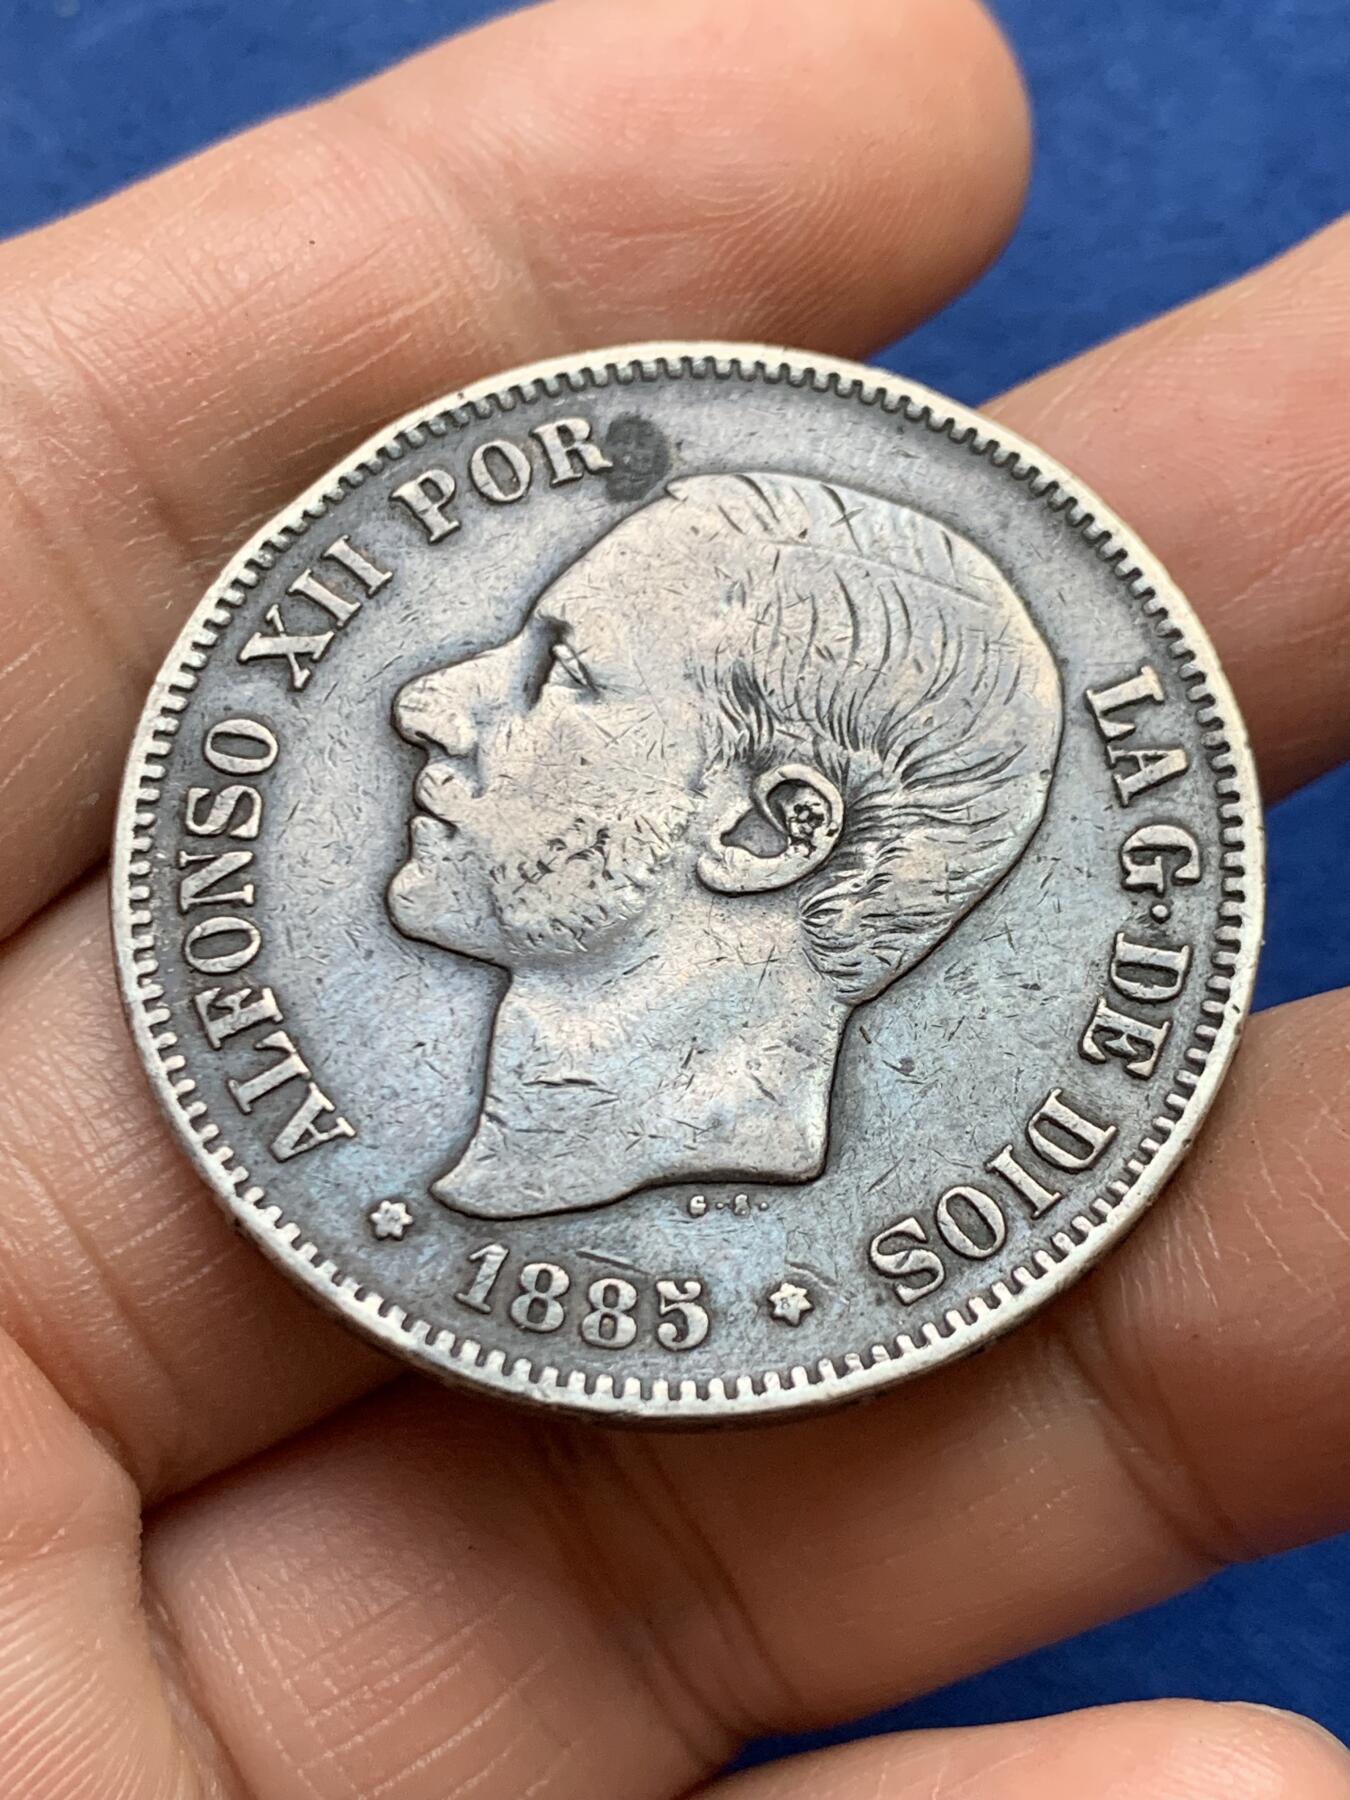 ALFONSO XII POR LA G· DE DIOS
G·S·
* 1885 *